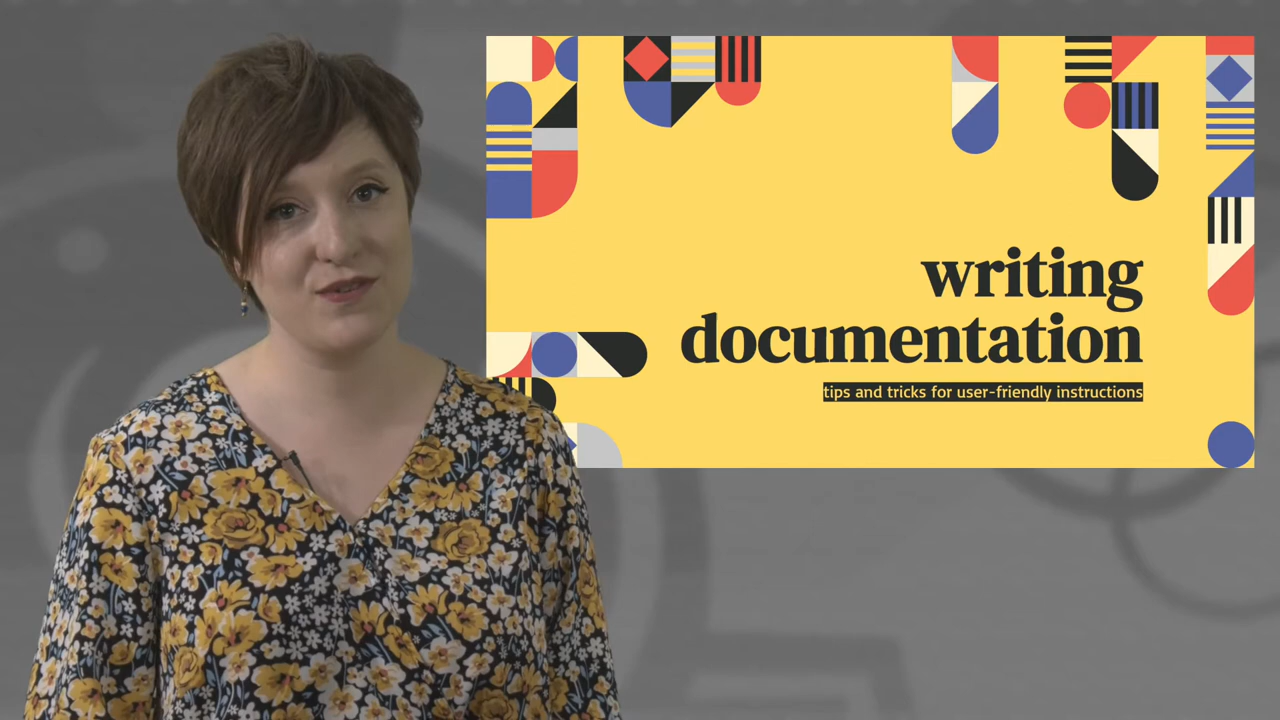 writing
documentation
tips and tricks for user-friendly instructions